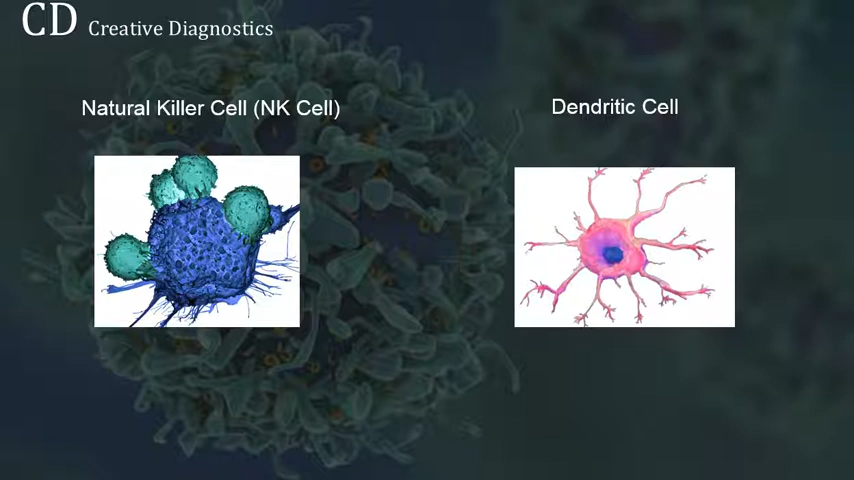 CD Creative Diagnostics
Natural Killer Cell (NK Cell)
Dendritic Cell